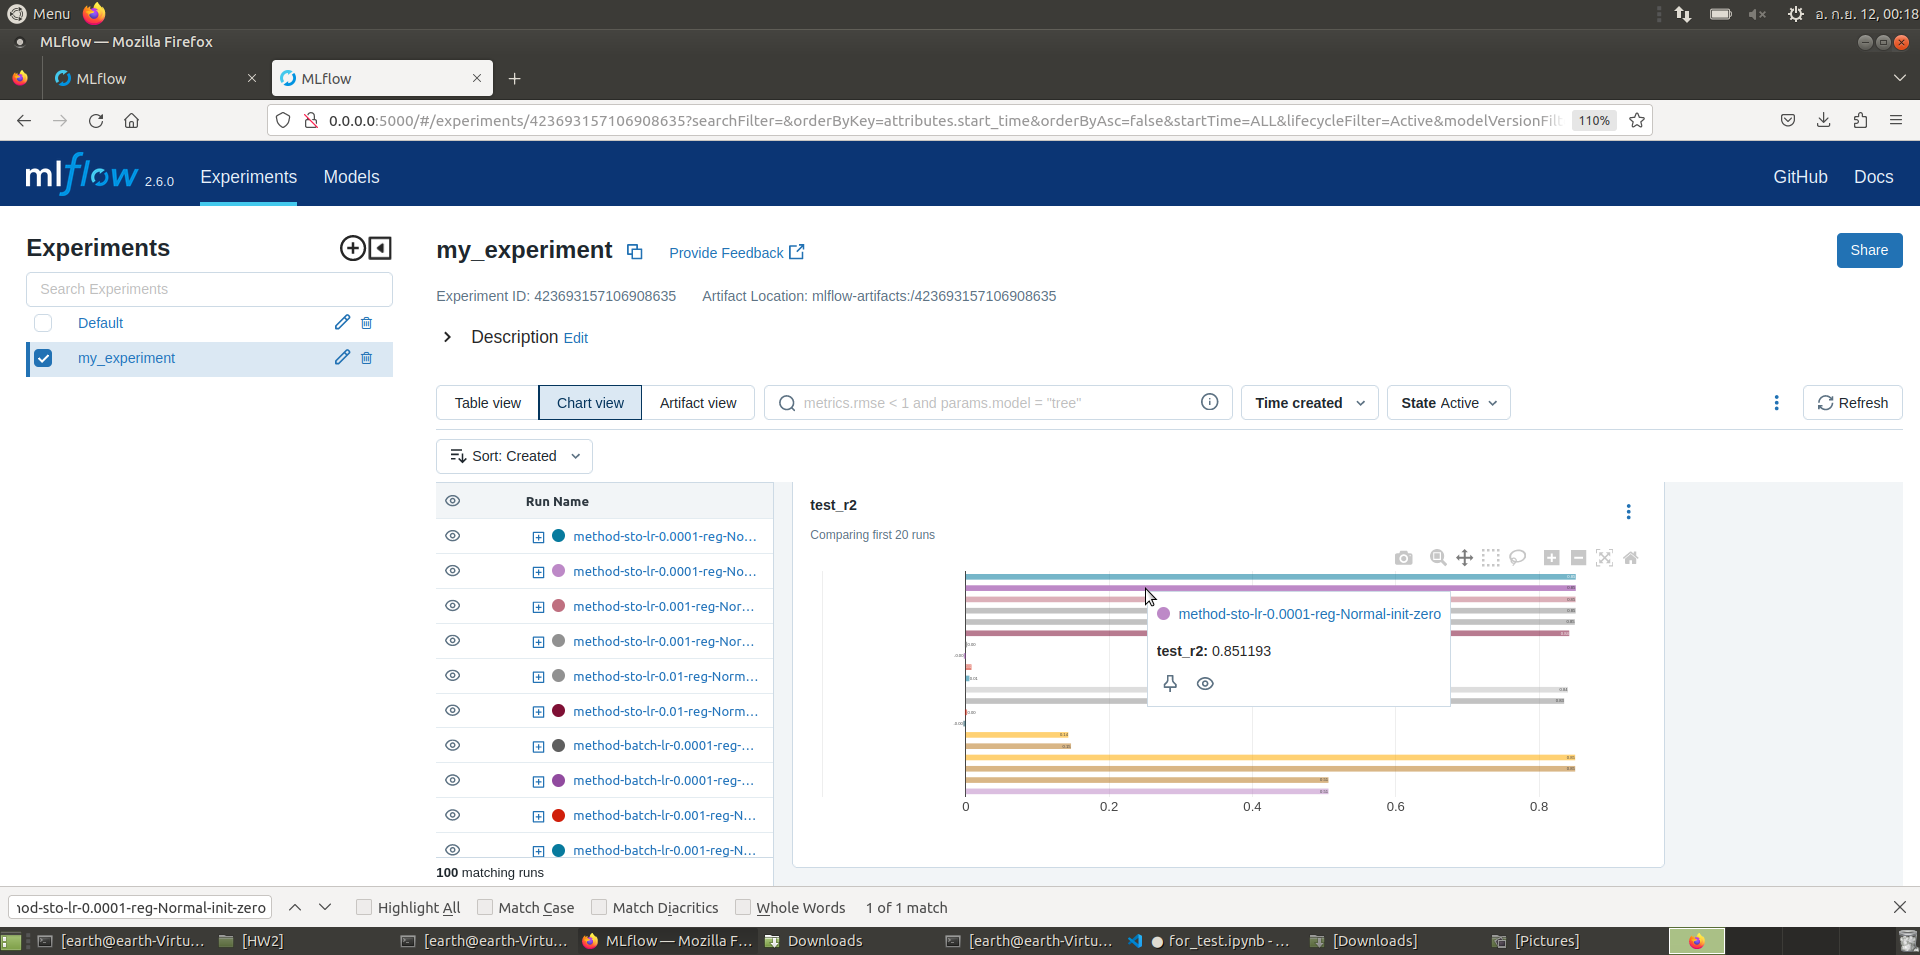 Menu
อ. ก.ย. 12, 00:18
MLflow — Mozilla Firefox
MLflow
MLflow
0.0.0.0:5000/#/experiments/423693157106908635?searchFilter=&orderByKey=attributes.start_time&orderByAsc=false&startTime=ALL&lifecycleFilter=Active&modelVersionFilt
110%
mlflow 2.6.0
Experiments
Models
GitHub
Docs
Experiments
Search Experiments
Default
my_experiment
my_experiment
Provide Feedback
Share
Experiment ID: 423693157106908635
Artifact Location: mlflow-artifacts:/423693157106908635
Description Edit
Table view
Chart view
Artifact view
metrics.rmse < 1 and params.model = "tree"
Time created
State Active
Refresh
Sort: Created
Run Name
method-sto-lr-0.0001-reg-No...
method-sto-lr-0.0001-reg-No...
method-sto-lr-0.001-reg-Nor...
method-sto-lr-0.001-reg-Nor...
method-sto-lr-0.01-reg-Norm...
method-sto-lr-0.01-reg-Norm...
method-batch-lr-0.0001-reg-...
method-batch-lr-0.0001-reg-...
method-batch-lr-0.001-reg-N...
method-batch-lr-0.001-reg-N...
100 matching runs
test_r2
Comparing first 20 runs
method-sto-lr-0.0001-reg-Normal-init-zero
test_r2: 0.851193
0
0.2
0.4
0.6
0.8
od-sto-lr-0.0001-reg-Normal-init-zero
Highlight All
Match Case
Match Diacritics
Whole Words
1 of 1 match
[earth@earth-Virtu...
[HW2]
[earth@earth-Virtu...
MLflow — Mozilla F...
Downloads
[earth@earth-Virtu...
for_test.ipynb - ...
[Downloads]
[Pictures]